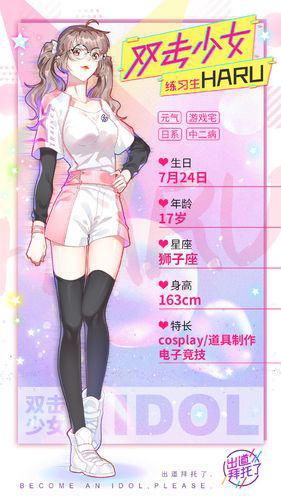 双击少女
练习生HARU
元气 游戏宅
日系 中二病
❤生日
7月24日
❤年龄
17岁
❤星座
狮子座
❤身高
163cm
❤特长
cosplay/道具制作
电子竞技
HARU
双击
少女
IDOL
出道
拜托了
出道拜托了。
BECOME AN IDOL,PLEASE.